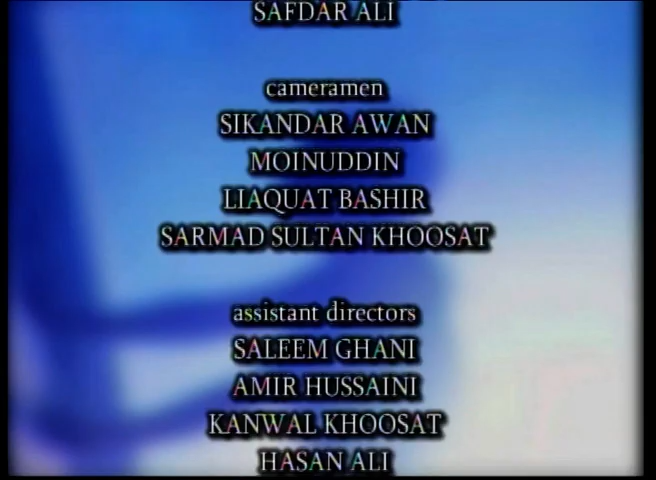 SAFDAR ALI
cameramen
SIKANDAR AWAN
MOINUDDIN
LIAQUAT BASHIR
SARMAD SULTAN KHOOSAT
assistant directors
SALEEM GHANI
AMIR HUSSAINI
KANWAL KHOOSAT
HASAN ALI